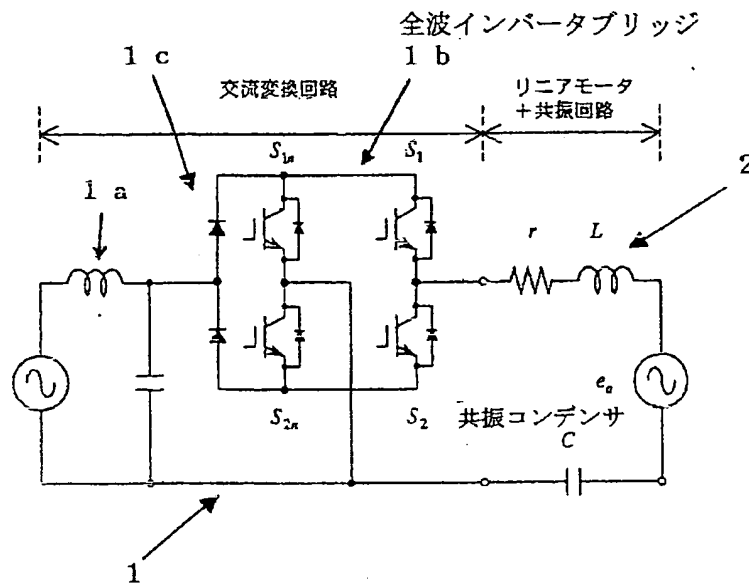 全波インバータブリッジ
1 c
1 b
交流変換回路
リニアモータ
+共振回路
S1n
S1
1 a
2
r
L
ea
S2n
S2
共振コンデンサ
C
1